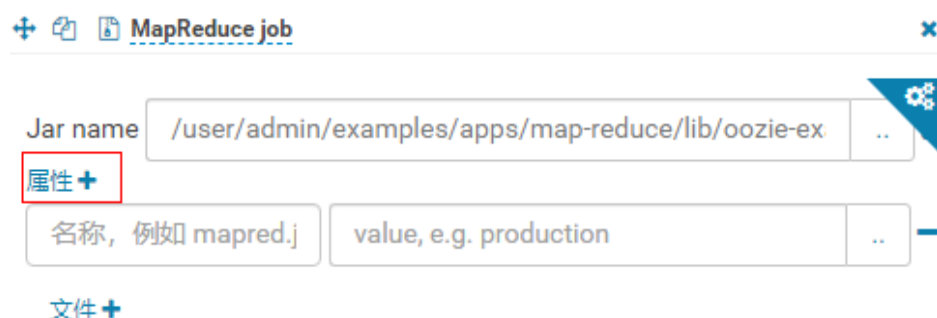 MapReduce job
Jar name /user/admin/examples/apps/map-reduce/lib/oozie-ex ..
属性+
名称，例如 mapred.j value, e.g. production ..
文件+